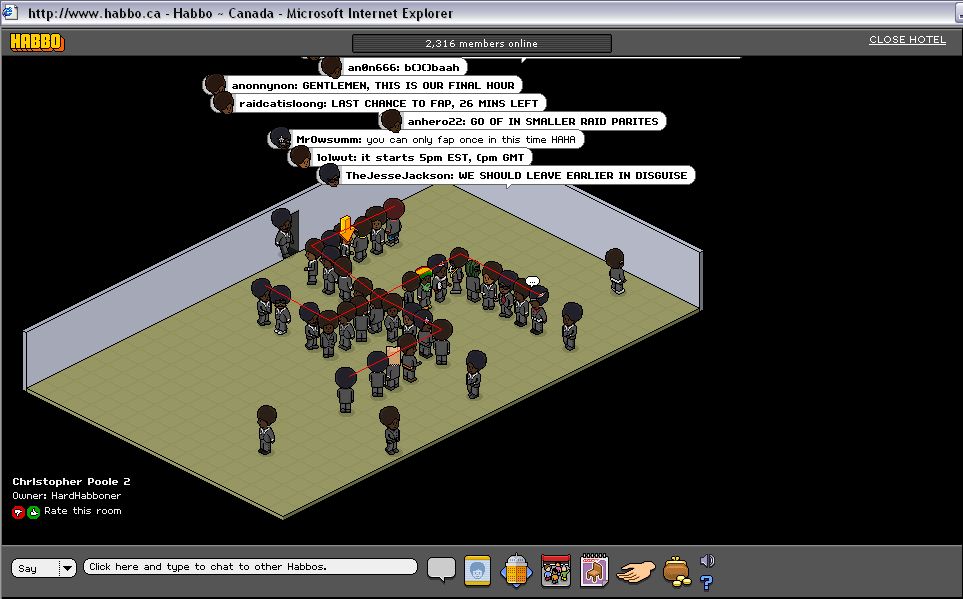 http://www.habbo.ca - Habbo ~ Canada - Microsoft Internet Explorer
HABBO
2,316 members online
CLOSE HOTEL
an0n666: b()()baah
anonnynon: GENTLEMEN, THIS IS OUR FINAL HOUR
raidcatisloong: LAST CHANCE TO FAP, 26 MINS LEFT
anhero22: GO OF IN SMALLER RAID PARITES
MrOwsumm: you can only fap once in this time HAHA
lolwut: it starts 5pm EST, (pm GMT
TheJesseJackson: WE SHOULD LEAVE EARLIER IN DISGUISE
Christopher Poole 2
Owner: HardHabboner
Rate this room
Say
Click here and type to chat to other Habbos.